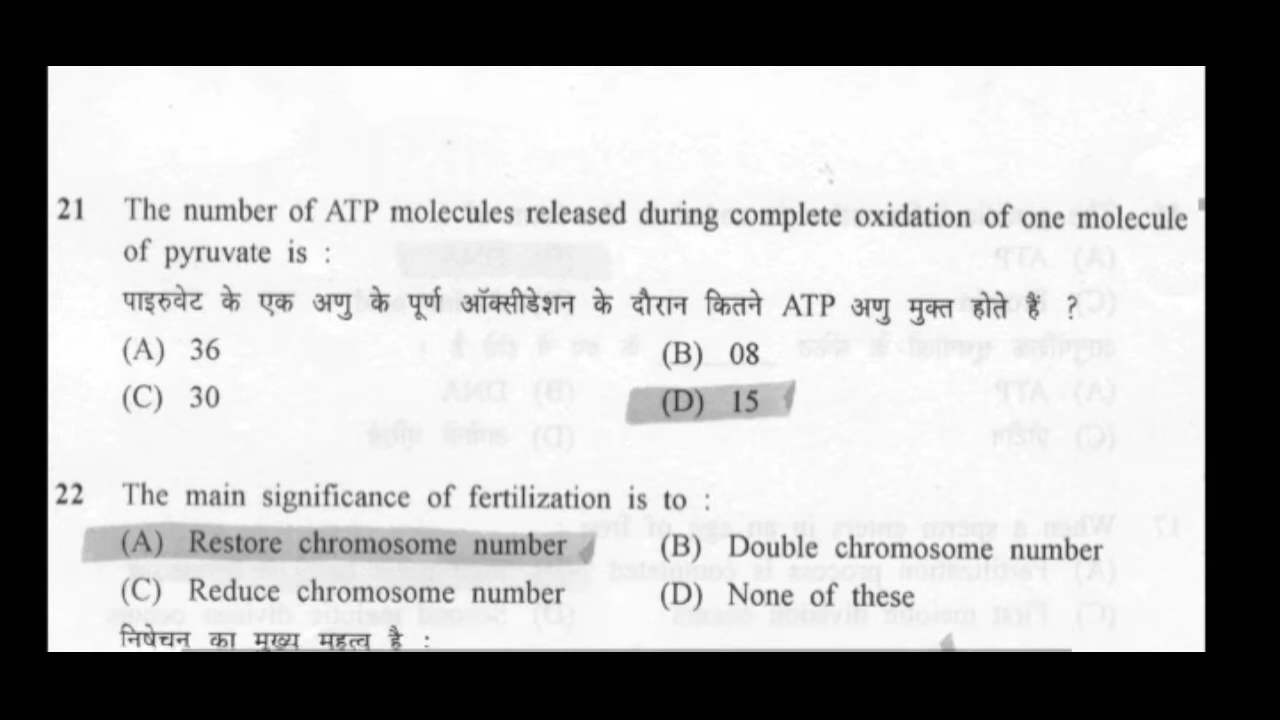 21 The number of ATP molecules released during complete oxidation of one molecule
of pyruvate is :
पाइरुवेट के एक अणु के पूर्ण ऑक्सीडेशन के दौरान कितने ATP अणु मुक्त होते हैं ?
(A) 36 (B) 08
(C) 30 (D) 15
22 The main significance of fertilization is to :
(A) Restore chromosome number (B) Double chromosome number
(C) Reduce chromosome number (D) None of these
निषेचन का मुख्य महत्व है :